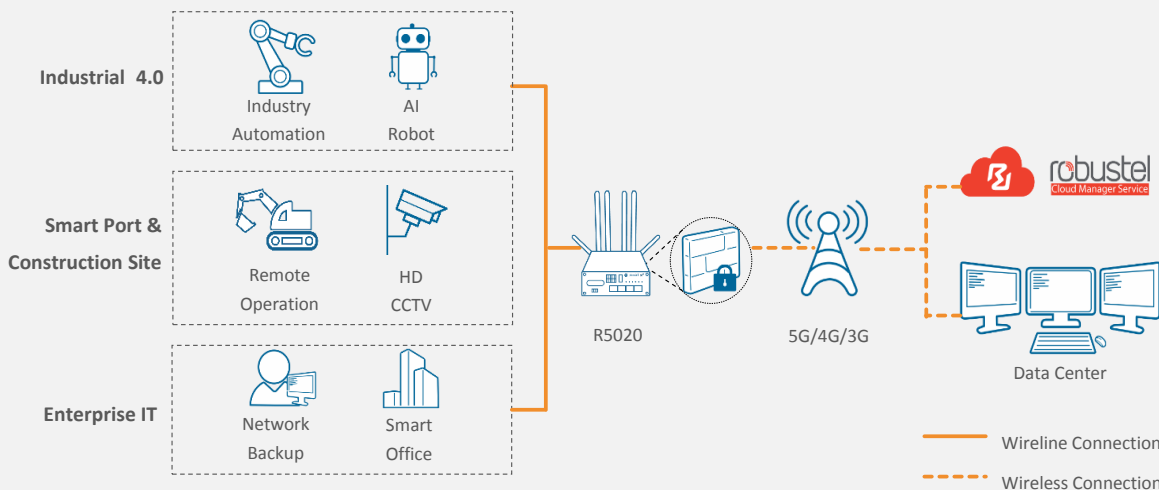 Industrial 4.0
Industry
Automation
AI
Robot
Smart Port &
Construction Site
Remote
Operation
HD
CCTV
Enterprise IT
Network
Backup
Smart
Office
R5020
5G/4G/3G
robustel
Cloud Manager Service
Data Center
Wireline Connection
Wireless Connection